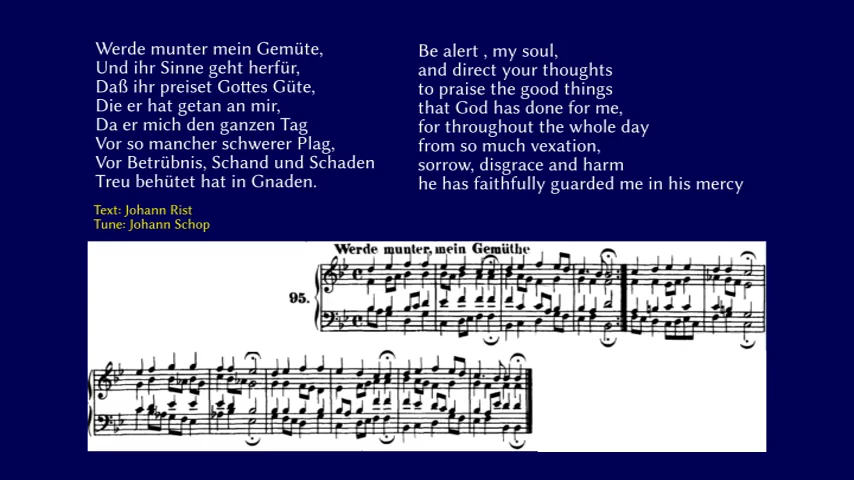 Werde munter mein Gemüte,
Und ihr Sinne geht herfür,
Daß ihr preiset Gottes Güte,
Die er hat getan an mir,
Da er mich den ganzen Tag
Vor so mancher schwerer Plag,
Vor Betrübnis, Schand und Schaden
Treu behütet hat in Gnaden.
Be alert , my soul,
and direct your thoughts
to praise the good things
that God has done for me,
for throughout the whole day
from so much vexation,
sorrow, disgrace and harm
he has faithfully guarded me in his mercy
Text: Johann Rist
Tune: Johann Schop
Werde munter, mein Gemüthe
95.